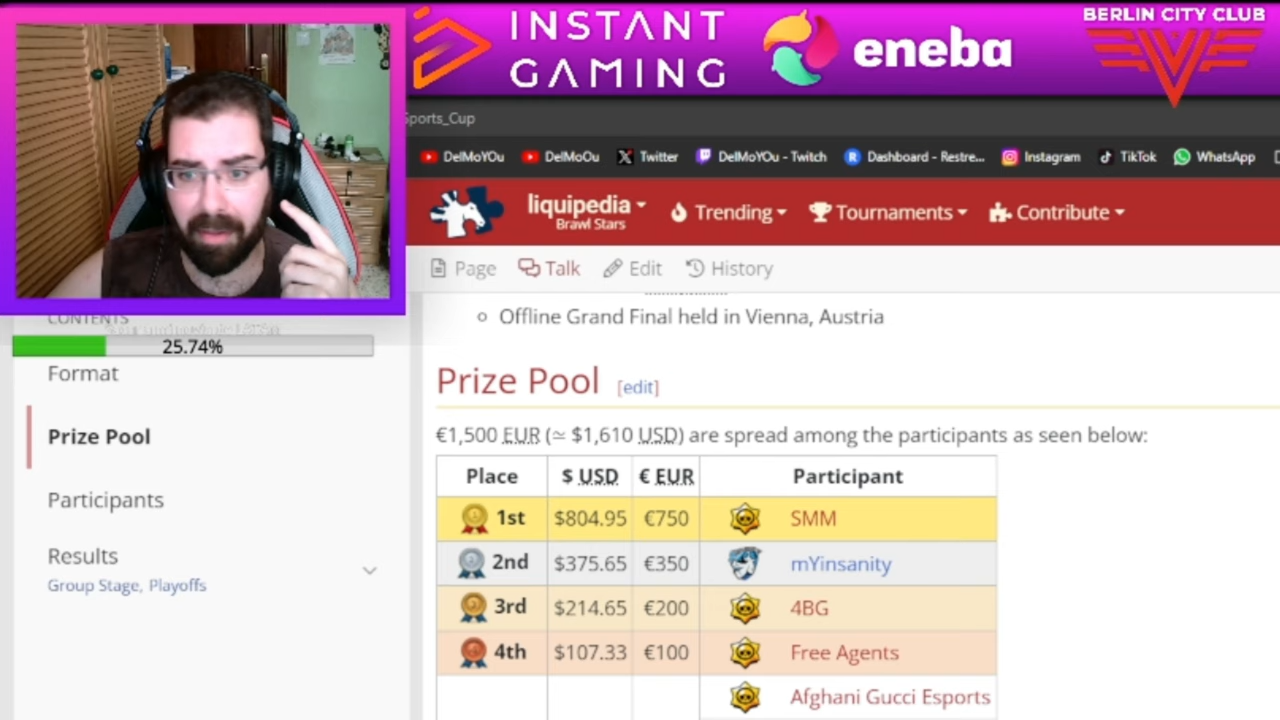 INSTANT
GAMING
eneba
BERLIN CITY CLUB
Sports_Cup
DelMoYOu
DelMoOu
Twitter
DelMoYOu - Twitch
Dashboard - Restre...
Instagram
TikTok
WhatsApp
liquipedia
Brawl Stars
Trending
Tournaments
Contribute
Page
Talk
Edit
History
CONTENTS
25.74%
Format
Prize Pool
Participants
Results
Group Stage, Playoffs
Offline Grand Final held in Vienna, Austria
Prize Pool [edit]
€1,500 EUR (≃ $1,610 USD) are spread among the participants as seen below:
Place $ USD € EUR Participant
1st $804.95 €750 SMM
2nd $375.65 €350 mYinsanity
3rd $214.65 €200 4BG
4th $107.33 €100 Free Agents
Afghani Gucci Esports